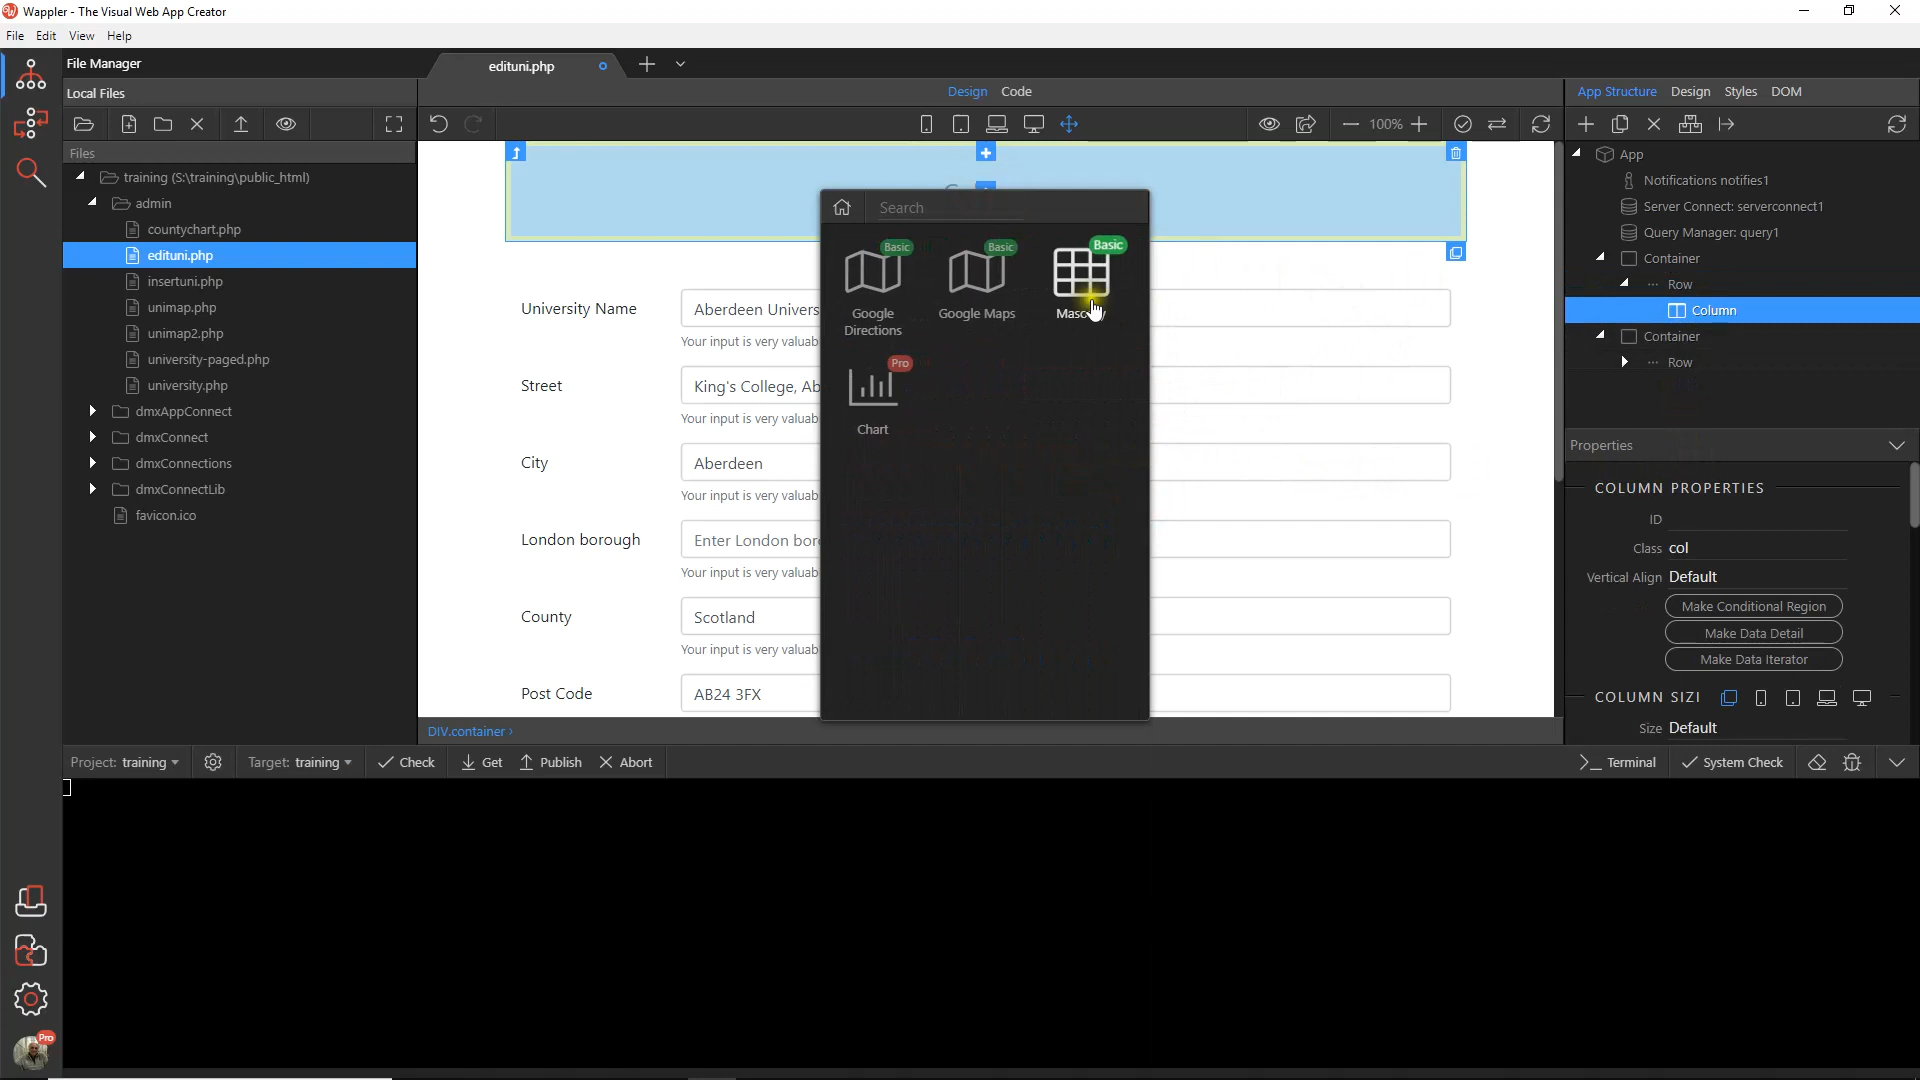 Wappler - The Visual Web App Creator
File Edit View Help
File Manager
edituni.php
Local Files
Design Code
App Structure Design Styles DOM
100%
Files
training (S:\training\public_html)
admin
countychart.php
edituni.php
insertuni.php
unimap.php
unimap2.php
university-paged.php
university.php
dmxAppConnect
dmxConnect
dmxConnections
dmxConnectLib
favicon.ico
Search
Basic
Google Directions
Basic
Google Maps
Basic
Pro
Chart
University Name
Aberdeen Univers
Your input is very valuab
Street
King's College, Ab
Your input is very valuab
City
Aberdeen
Your input is very valuab
London borough
Enter London bor
Your input is very valuab
County
Scotland
Your input is very valuab
Post Code
AB24 3FX
DIV.container ›
App
Notifications notifies1
Server Connect: serverconnect1
Query Manager: query1
Container
Row
Column
Container
Row
Properties
COLUMN PROPERTIES
ID
Class col
Vertical Align Default
Make Conditional Region
Make Data Detail
Make Data Iterator
COLUMN SIZI
Size Default
Project: training
Target: training
Check
Get
Publish
Abort
Terminal
System Check
Pro